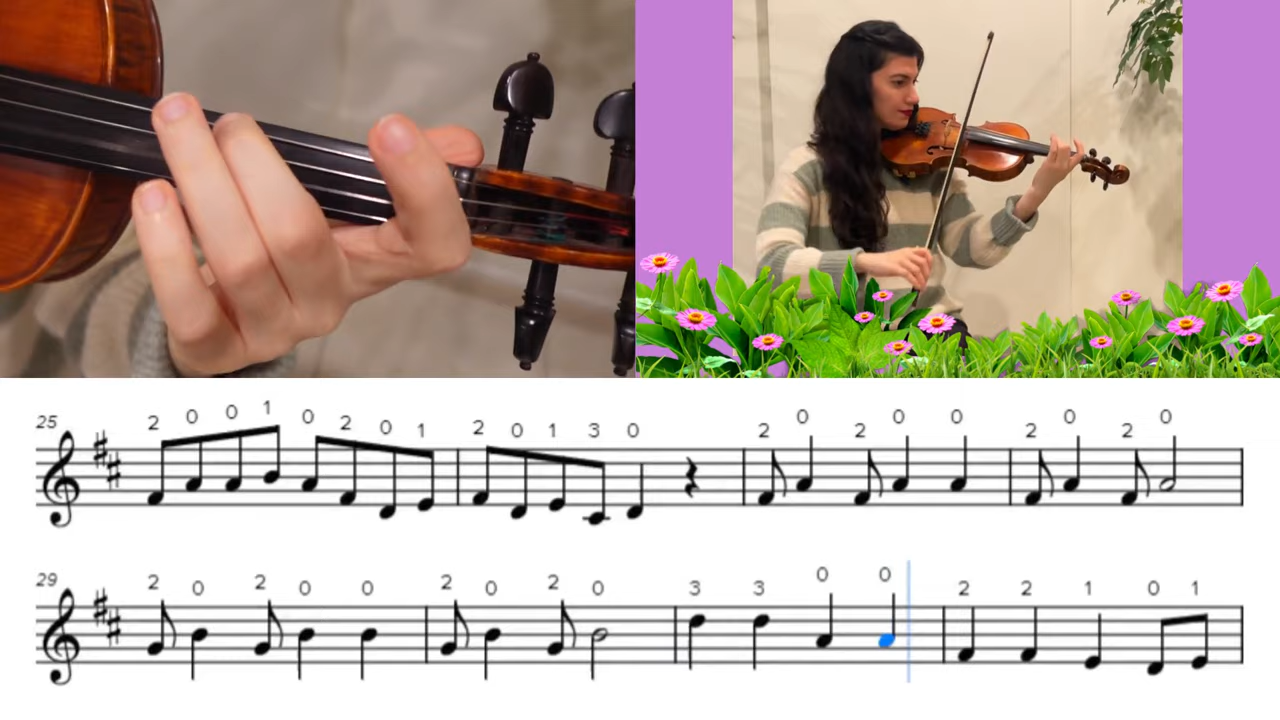 25
2 0 0 1 0 2 0 1 2 0 1 3 0 2 0 2 0 0 2 0 2 0
29
2 0 2 0 0 2 0 2 0 3 3 0 0 2 2 1 0 1